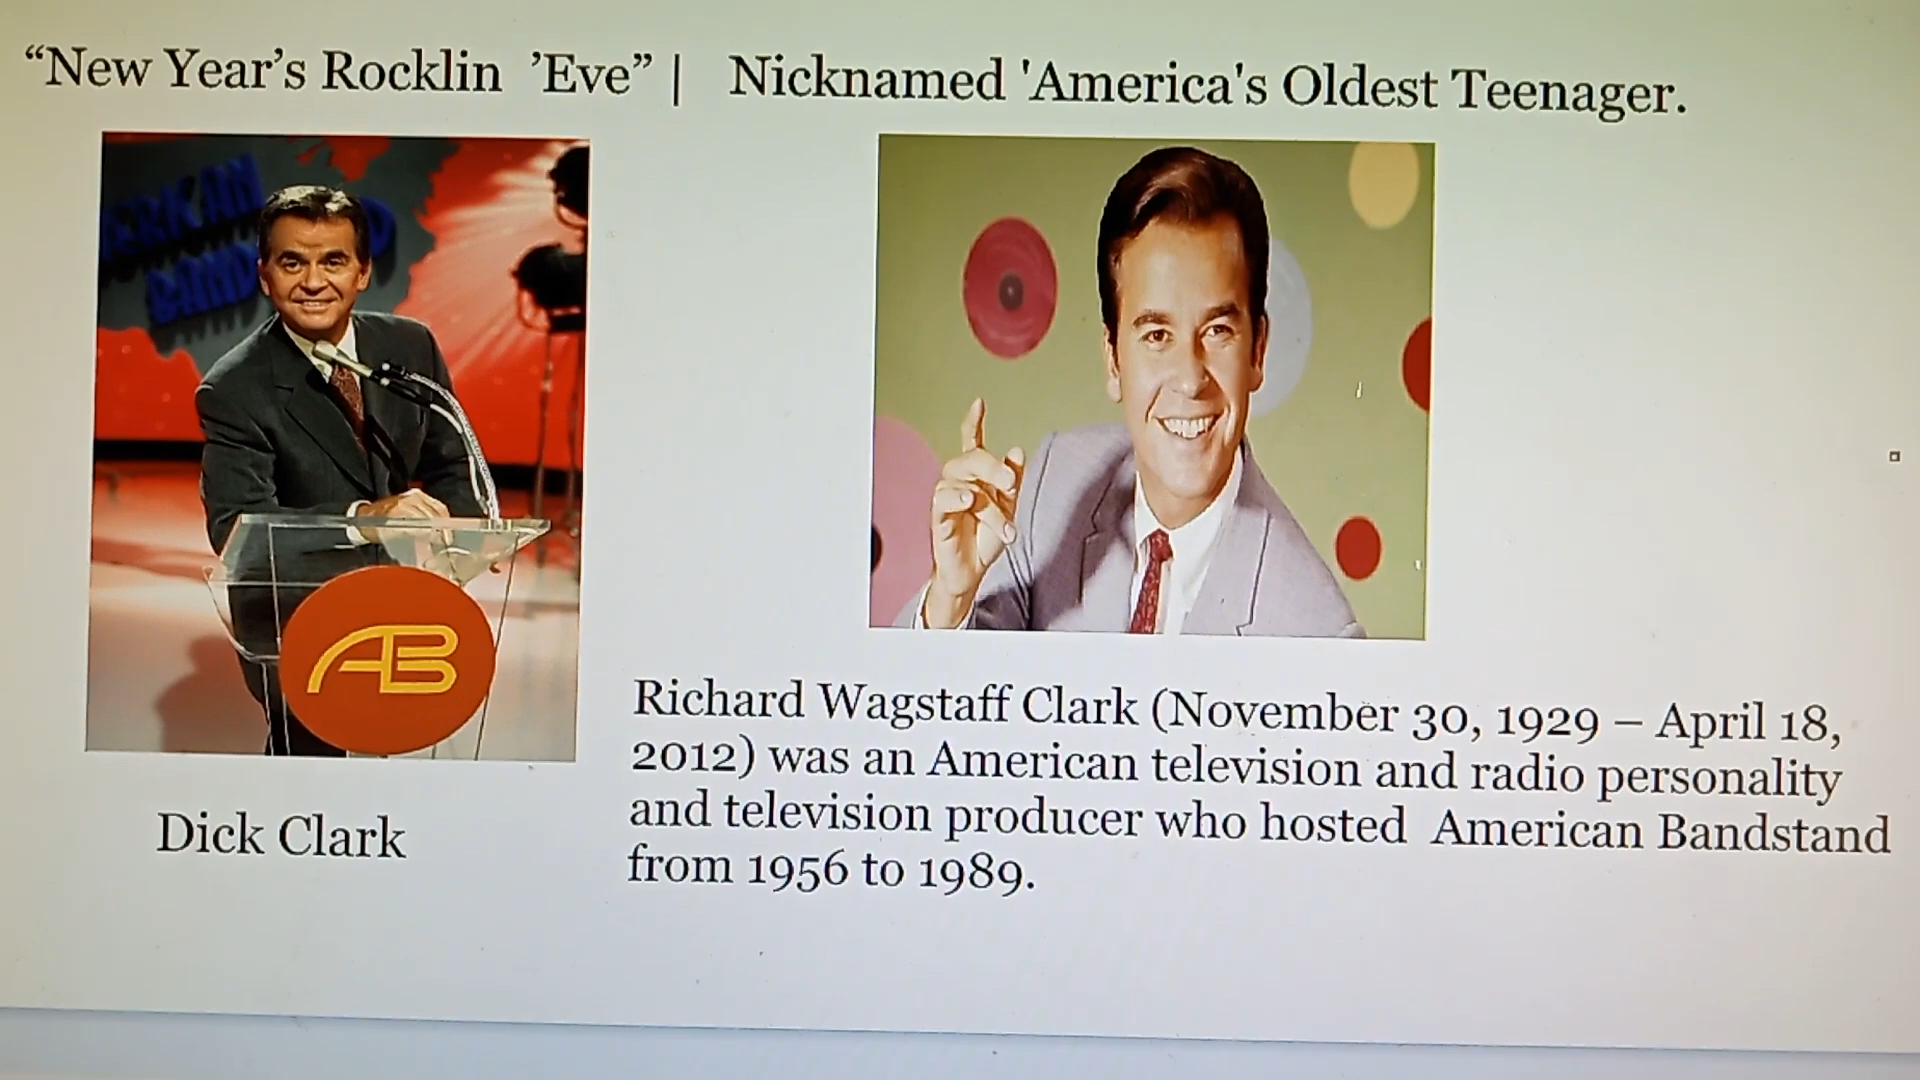 “New Year’s Rocklin ’Eve” | Nicknamed 'America's Oldest Teenager.
AB
Dick Clark
Richard Wagstaff Clark (November 30, 1929 – April 18,
2012) was an American television and radio personality
and television producer who hosted American Bandstand
from 1956 to 1989.